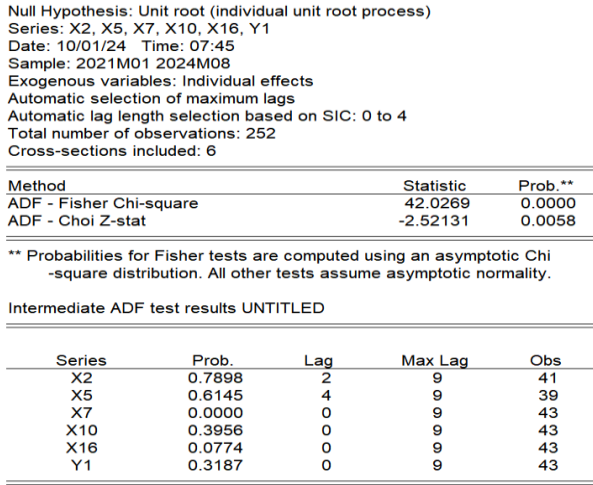 Null Hypothesis: Unit root (individual unit root process)
Series: X2, X5, X7, X10, X16, Y1
Date: 10/01/24 Time: 07:45
Sample: 2021M01 2024M08
Exogenous variables: Individual effects
Automatic selection of maximum lags
Automatic lag length selection based on SIC: 0 to 4
Total number of observations: 252
Cross-sections included: 6
Method Statistic Prob.**
ADF - Fisher Chi-square 42.0269 0.0000
ADF - Choi Z-stat -2.52131 0.0058
** Probabilities for Fisher tests are computed using an asymptotic Chi
-square distribution. All other tests assume asymptotic normality.
Intermediate ADF test results UNTITLED
Series Prob. Lag Max Lag Obs
X2 0.7898 2 9 41
X5 0.6145 4 9 39
X7 0.0000 0 9 43
X10 0.3956 0 9 43
X16 0.0774 0 9 43
Y1 0.3187 0 9 43